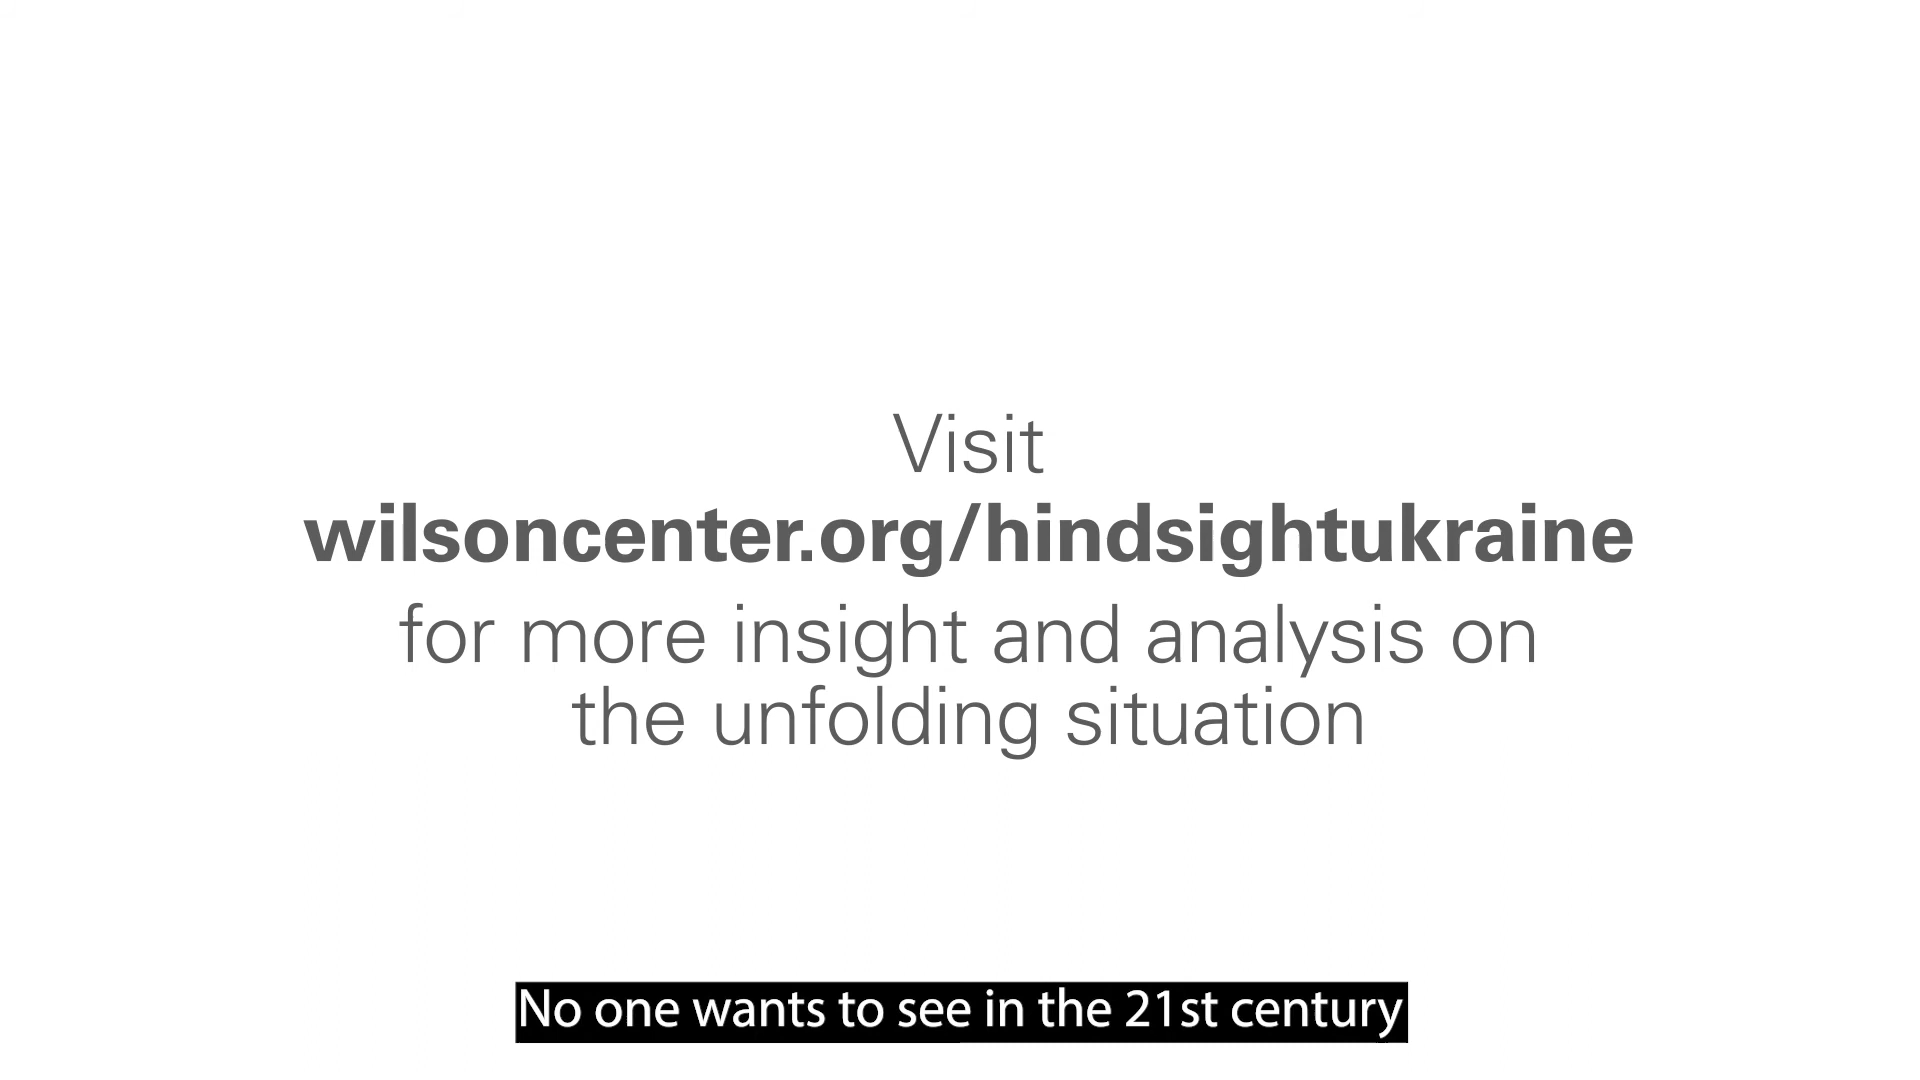 Visit
wilsoncenter.org/hindsightukraine
for more insight and analysis on
the unfolding situation
No one wants to see in the 21st century